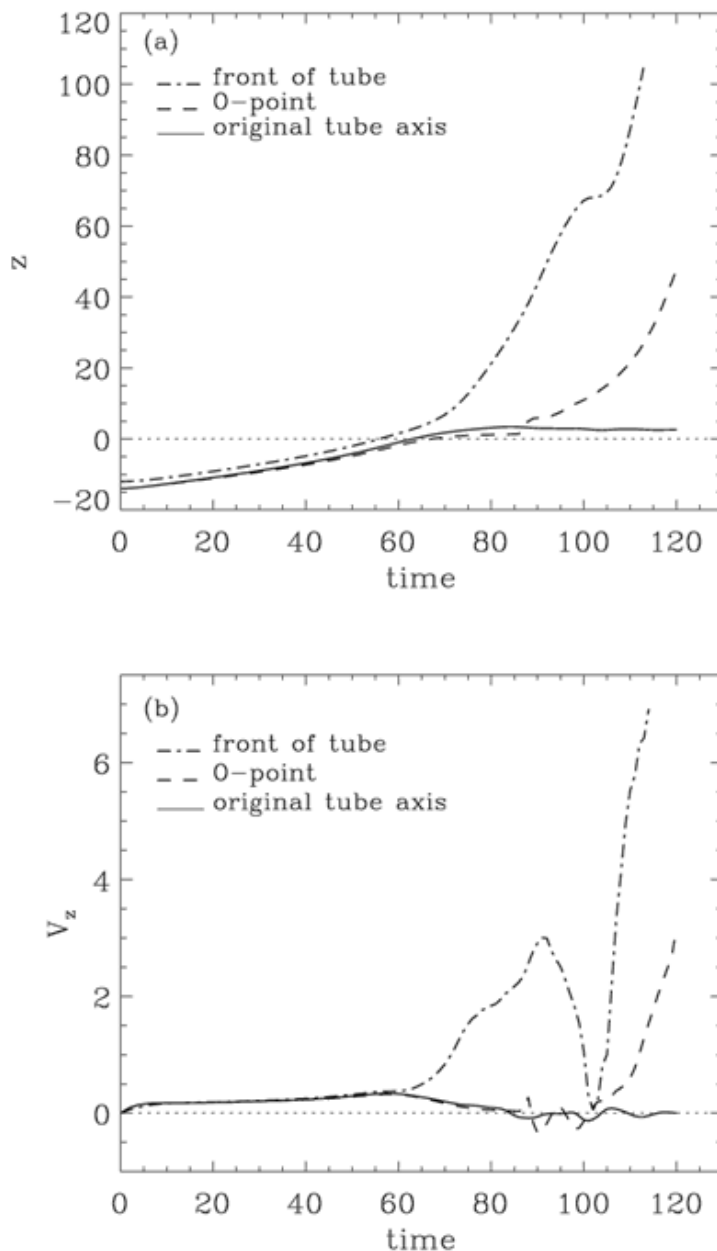 (a)
front of tube
O-point
original tube axis
120
100
80
60
40
20
0
-20
z
0 20 40 60 80 100 120
time
(b)
front of tube
O-point
original tube axis
6
4
2
0
Vz
0 20 40 60 80 100 120
time